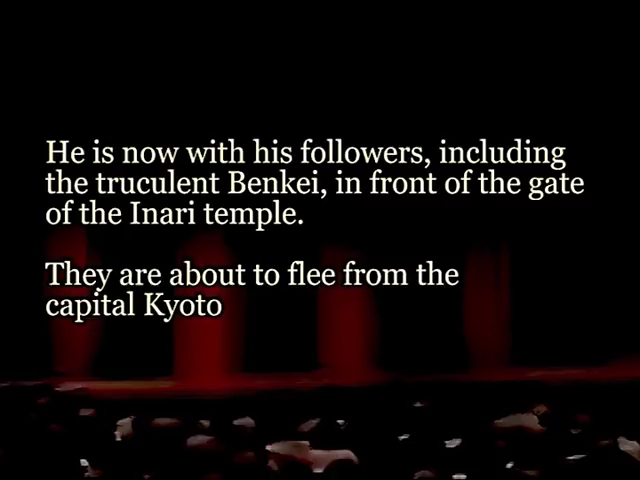 He is now with his followers, including
the truculent Benkei, in front of the gate
of the Inari temple.
They are about to flee from the
capital Kyoto